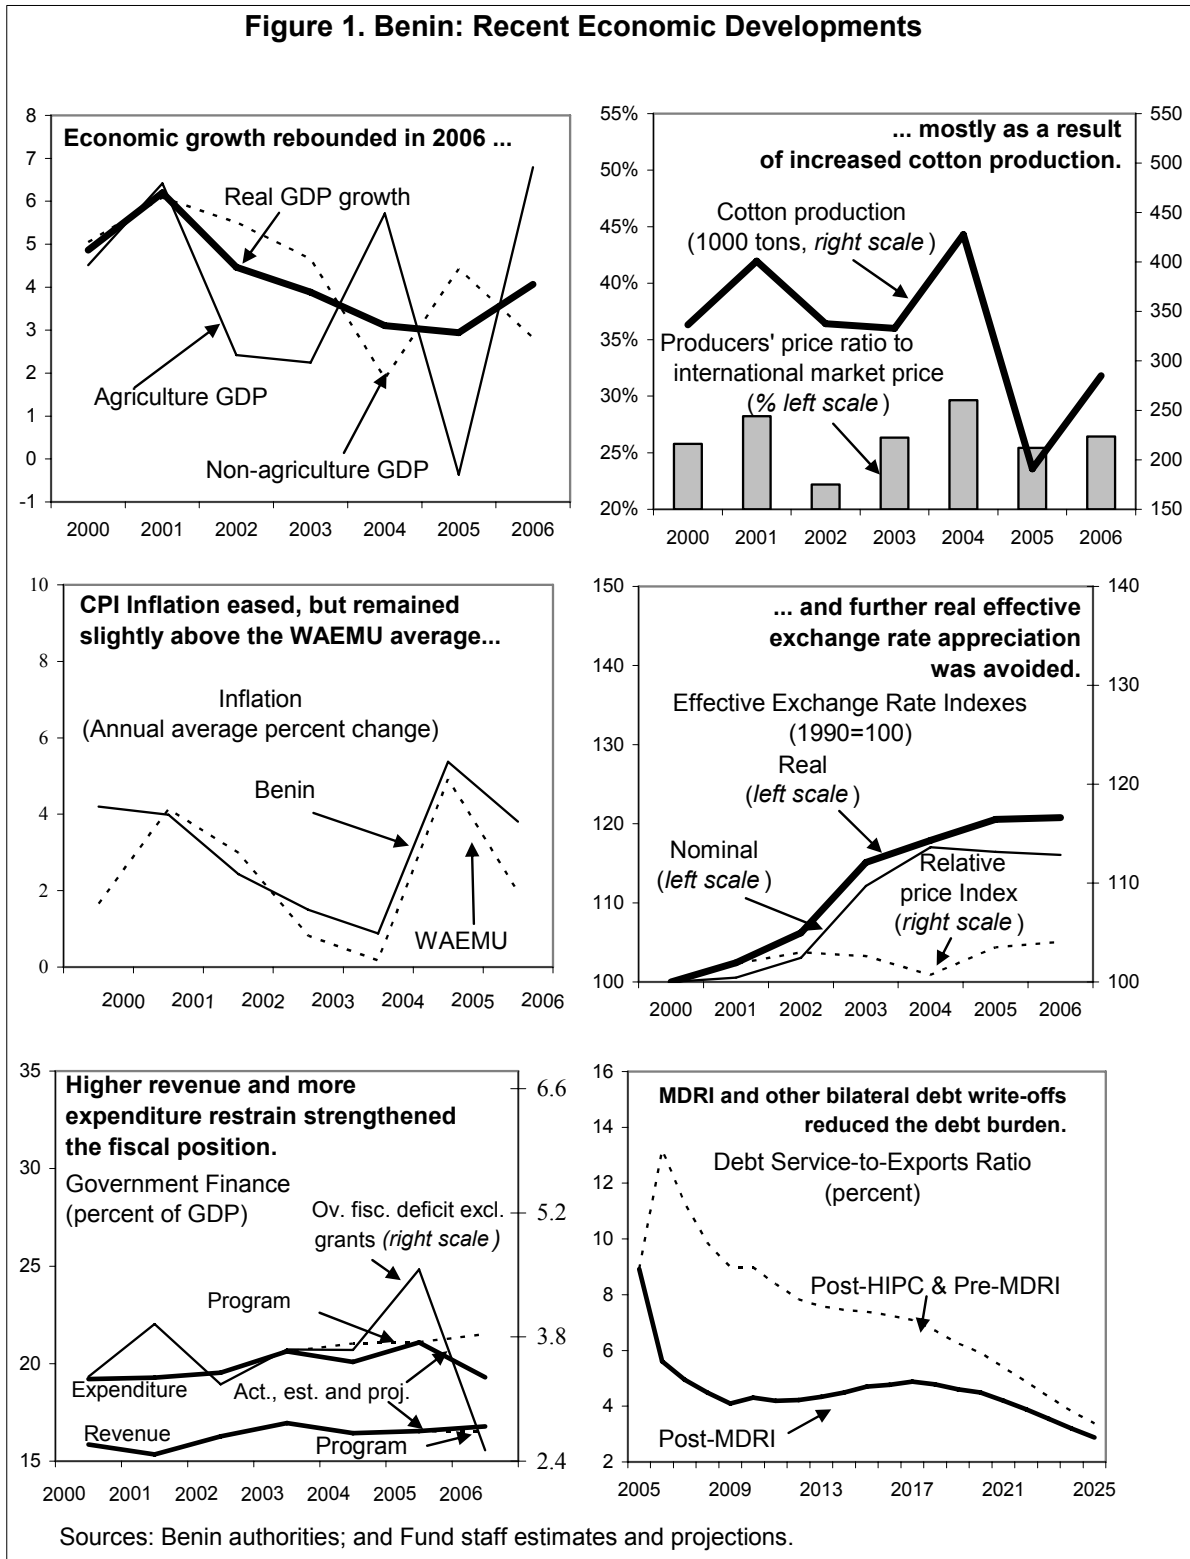 Figure 1. Benin: Recent Economic Developments
Economic growth rebounded in 2006 ...
8
7
6
5
4
3
2
1
0
-1
Real GDP growth
Agriculture GDP
Non-agriculture GDP
2000 2001 2002 2003 2004 2005 2006
... mostly as a result
of increased cotton production.
55%
50%
45%
40%
35%
30%
25%
20%
550
500
450
400
350
300
250
200
150
Cotton production
(1000 tons, right scale)
Producers' price ratio to
international market price
(% left scale)
2000 2001 2002 2003 2004 2005 2006
CPI Inflation eased, but remained
slightly above the WAEMU average...
10
8
6
4
2
0
Inflation
(Annual average percent change)
Benin
WAEMU
2000 2001 2002 2003 2004 2005 2006
... and further real effective
exchange rate appreciation
was avoided.
150
140
130
120
110
100
140
130
120
110
100
Effective Exchange Rate Indexes
(1990=100)
Real
(left scale)
Nominal
(left scale)
Relative
price Index
(right scale)
2000 2001 2002 2003 2004 2005 2006
Higher revenue and more
expenditure restrain strengthened
the fiscal position.
35
30
25
20
15
6.6
5.2
3.8
2.4
Government Finance
(percent of GDP)
Ov. fisc. deficit excl.
grants (right scale)
Program
Expenditure
Act., est. and proj.
Revenue
Program
2000 2001 2002 2003 2004 2005 2006
MDRI and other bilateral debt write-offs
reduced the debt burden.
16
14
12
10
8
6
4
2
Debt Service-to-Exports Ratio
(percent)
Post-HIPC & Pre-MDRI
Post-MDRI
2005 2009 2013 2017 2021 2025
Sources: Benin authorities; and Fund staff estimates and projections.